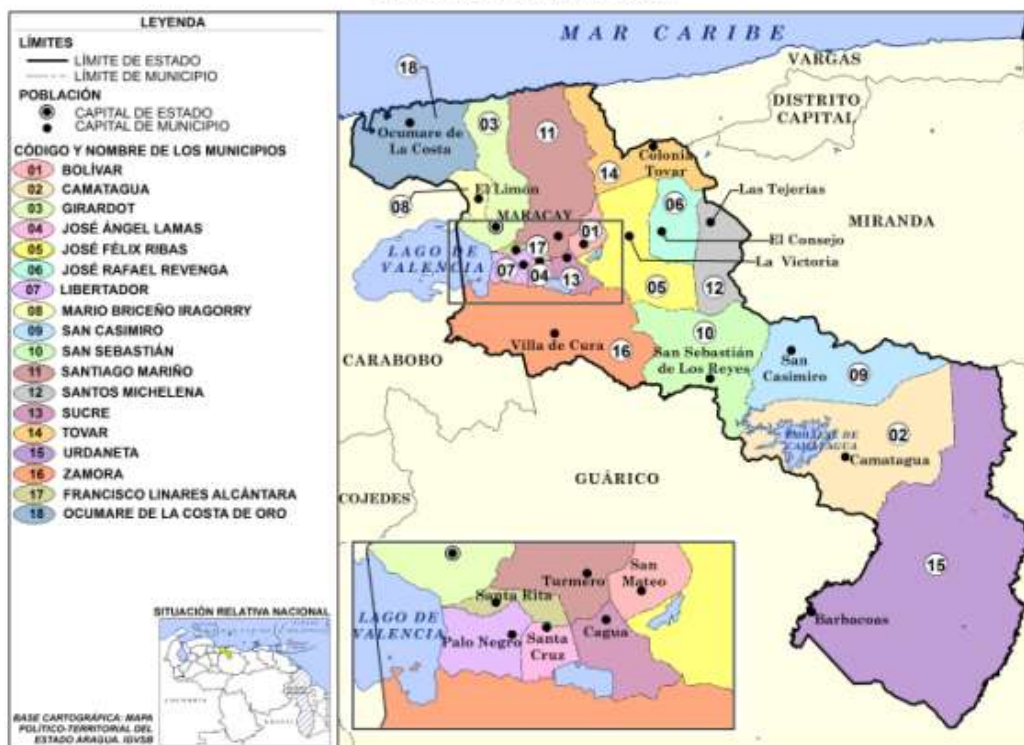 LEYENDA
LÍMITES
LÍMITE DE ESTADO
LÍMITE DE MUNICIPIO
POBLACIÓN
CAPITAL DE ESTADO
CAPITAL DE MUNICIPIO
CÓDIGO Y NOMBRE DE LOS MUNICIPIOS
01 BOLÍVAR
02 CAMATAGUA
03 GIRARDOT
04 JOSÉ ÁNGEL LAMAS
05 JOSÉ FÉLIX RIBAS
06 JOSÉ RAFAEL REVENGA
07 LIBERTADOR
08 MARIO BRICEÑO IRAGORRY
09 SAN CASIMIRO
10 SAN SEBASTIÁN
11 SANTIAGO MARIÑO
12 SANTOS MICHELENA
13 SUCRE
14 TOVAR
15 URDANETA
16 ZAMORA
17 FRANCISCO LINARES ALCÁNTARA
18 OCUMARE DE LA COSTA DE ORO
SITUACIÓN RELATIVA NACIONAL
BASE CARTOGRÁFICA: MAPA
POLÍTICO-TERRITORIAL DEL
ESTADO ARAGUA. IGVSB
MAR CARIBE
VARGAS
DISTRITO
CAPITAL
MIRANDA
18
Ocumare de
La Costa
03
11
Colonia
Tovar
14
Las Tejerías
06
El Limón
08
MARACAY
01
El Consejo
La Victoria
LAGO DE
VALENCIA
17
07
04
13
05
12
CARABOBO
Villa de Cura
16
10
San Sebastián
de Los Reyes
San
Casimiro
09
02
EMBALSE DE
CAMATAGUA
Camatagua
GUÁRICO
COJEDES
15
Barbacoas
San
Mateo
Turmero
Santa Rita
LAGO DE
VALENCIA
Palo Negro
Santa
Cruz
Cagua